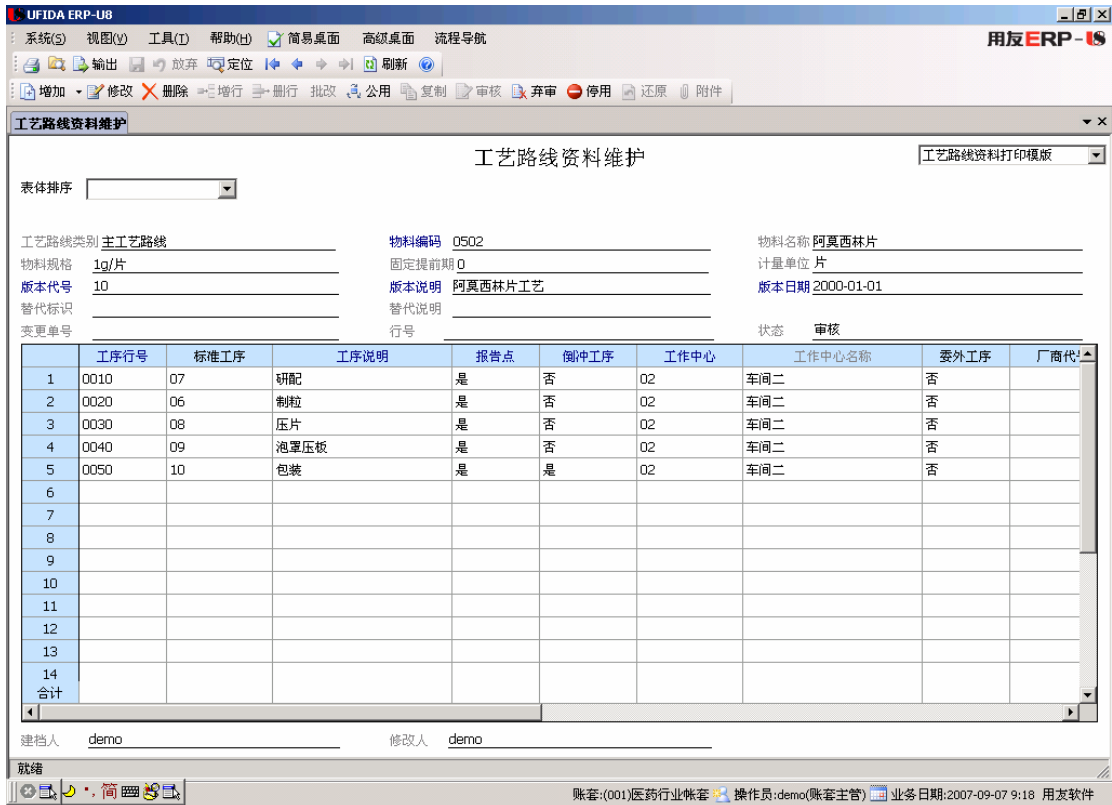 UFIDA ERP-U8
系统(S) 视图(V) 工具(T) 帮助(H) 简易桌面 高级桌面 流程导航 用友ERP-U8
输出 放弃 定位 刷新
增加 修改 删除 增行 删行 批改 公用 复制 审核 弃审 停用 还原 附件
工艺路线资料维护
工艺路线资料维护 工艺路线资料打印模版
表体排序
工艺路线类别 主工艺路线 物料编码 0502 物料名称 阿莫西林片
物料规格 1g/片 固定提前期 0 计量单位 片
版本代号 10 版本说明 阿莫西林片工艺 版本日期 2000-01-01
替代标识 替代说明
变更单号 行号 状态 审核
工序行号 标准工序 工序说明 报告点 倒冲工序 工作中心 工作中心名称 委外工序 厂商代
1 0010 07 研配 是 否 02 车间二 否
2 0020 06 制粒 是 否 02 车间二 否
3 0030 08 压片 是 否 02 车间二 否
4 0040 09 泡罩压板 是 否 02 车间二 否
5 0050 10 包装 是 是 02 车间二 否
6
7
8
9
10
11
12
13
14
合计
建档人 demo 修改人 demo
就绪
简 账套:(001)医药行业帐套 操作员:demo(账套主管) 业务日期:2007-09-07 9:18 用友软件